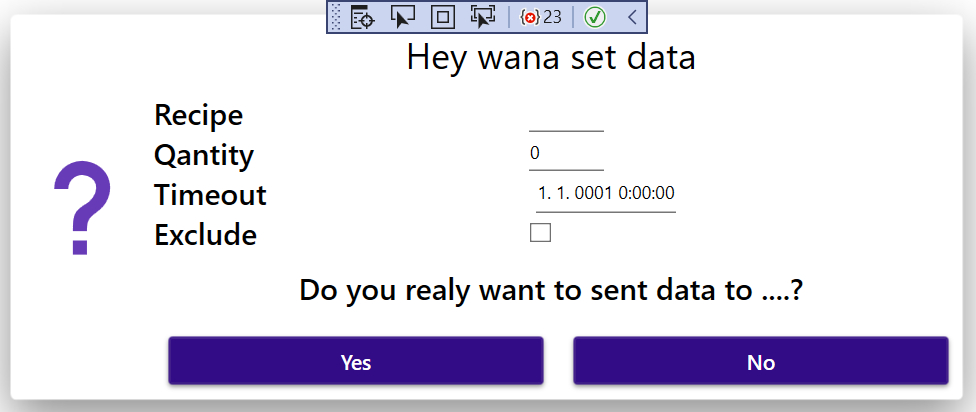 23
Hey wana set data
Recipe
Qantity 0
Timeout 1. 1. 0001 0:00:00
Exclude
Do you realy want to sent data to ....?
Yes No